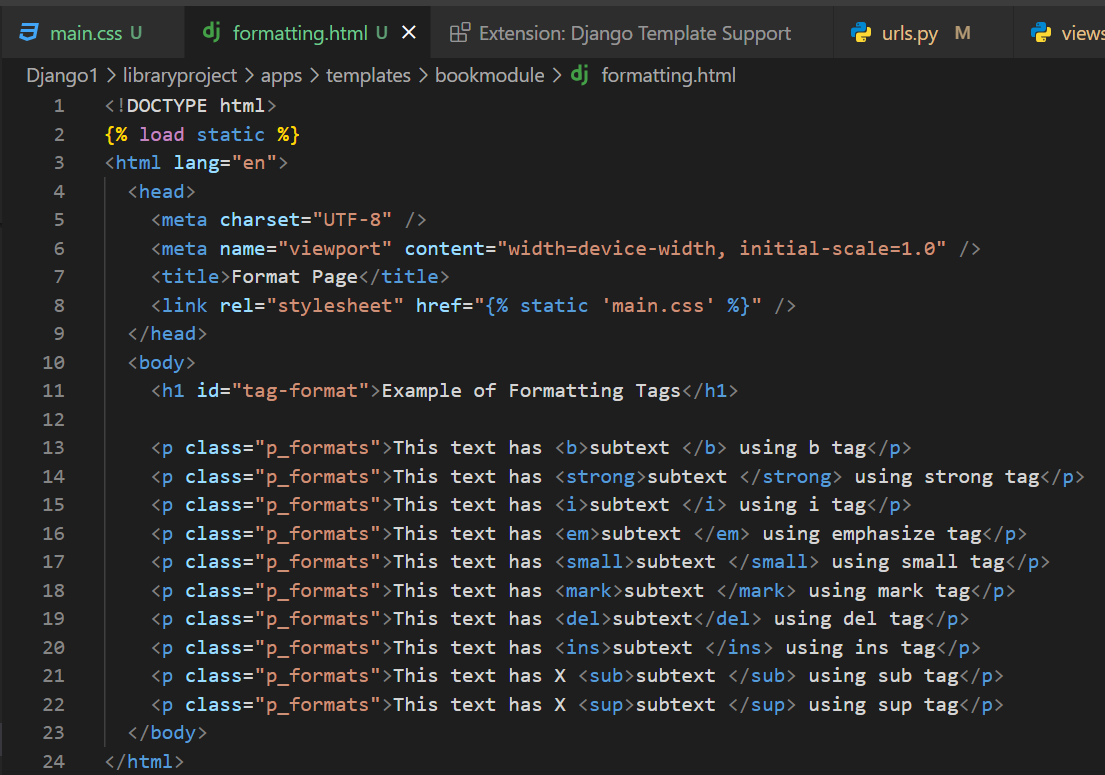 main.css U formatting.html U × Extension: Django Template Support urls.py M views
Django1 > libraryproject > apps > templates > bookmodule > dj formatting.html
1 <!DOCTYPE html>
2 {% load static %}
3 <html lang="en">
4 <head>
5 <meta charset="UTF-8" />
6 <meta name="viewport" content="width=device-width, initial-scale=1.0" />
7 <title>Format Page</title>
8 <link rel="stylesheet" href="{% static 'main.css' %}" />
9 </head>
10 <body>
11 <h1 id="tag-format">Example of Formatting Tags</h1>
12
13 <p class="p_formats">This text has <b>subtext </b> using b tag</p>
14 <p class="p_formats">This text has <strong>subtext </strong> using strong tag</p>
15 <p class="p_formats">This text has <i>subtext </i> using i tag</p>
16 <p class="p_formats">This text has <em>subtext </em> using emphasize tag</p>
17 <p class="p_formats">This text has <small>subtext </small> using small tag</p>
18 <p class="p_formats">This text has <mark>subtext </mark> using mark tag</p>
19 <p class="p_formats">This text has <del>subtext</del> using del tag</p>
20 <p class="p_formats">This text has <ins>subtext </ins> using ins tag</p>
21 <p class="p_formats">This text has X <sub>subtext </sub> using sub tag</p>
22 <p class="p_formats">This text has X <sup>subtext </sup> using sup tag</p>
23 </body>
24 </html>